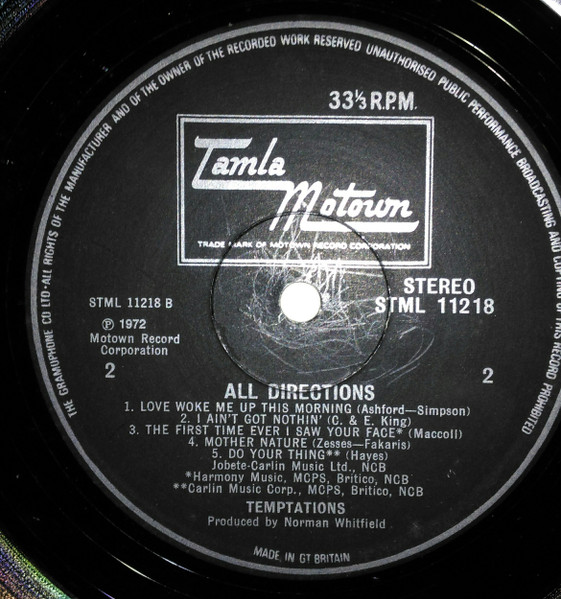 THE GRAMOPHONE CO LTD·ALL RIGHTS OF THE MANUFACTURER AND OF THE OWNER OF THE RECORDED WORK RESERVED UNAUTHORISED PUBLIC PERFORMANCE BROADCASTING AND COPYING OF THIS RECORD PROHIBITED
33⅓ R.P.M.
Tamla
Motown
TRADE MARK OF MOTOWN RECORD CORPORATION
STEREO
STML 11218 B
STML 11218
Ⓟ 1972
Motown Record
Corporation
2
2
ALL DIRECTIONS
1. LOVE WOKE ME UP THIS MORNING (Ashford—Simpson)
2. I AIN'T GOT NOTHIN' (C. & E. King)
3. THE FIRST TIME EVER I SAW YOUR FACE* (Maccoll)
4. MOTHER NATURE (Zesses—Fakaris)
5. DO YOUR THING** (Hayes)
Jobete-Carlin Music Ltd., NCB
*Harmony Music, MCPS, Britico, NCB
**Carlin Music Corp., MCPS, Britico, NCB
TEMPTATIONS
Produced by Norman Whitfield
MADE IN GT BRITAIN